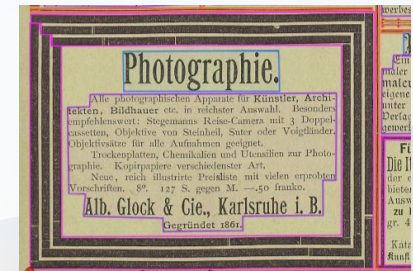 Photographie.
Alle photographischen Apparate für Künstler, Archi-
tekten, Bildhauer etc. in reichster Auswahl. Besonders
empfehlenswert: Stegemanns Reise-Camera mit 3 Doppel-
cassetten, Objektive von Steinheil, Suter oder Voigtländer.
Objektivsätze für alle Aufnahmen geeignet.
Trockenplatten, Chemikalien und Utensilien zur Photo-
graphie. Kopierpapier verschiedenster Art.
Neue, reich illustrirte Preisliste mit vielen erprobten
Vorschriften. 8º. 127 S. gegen M. —.50 franko.
Alb. Glock & Cie., Karlsruhe i. B.
Gegründet 1861.